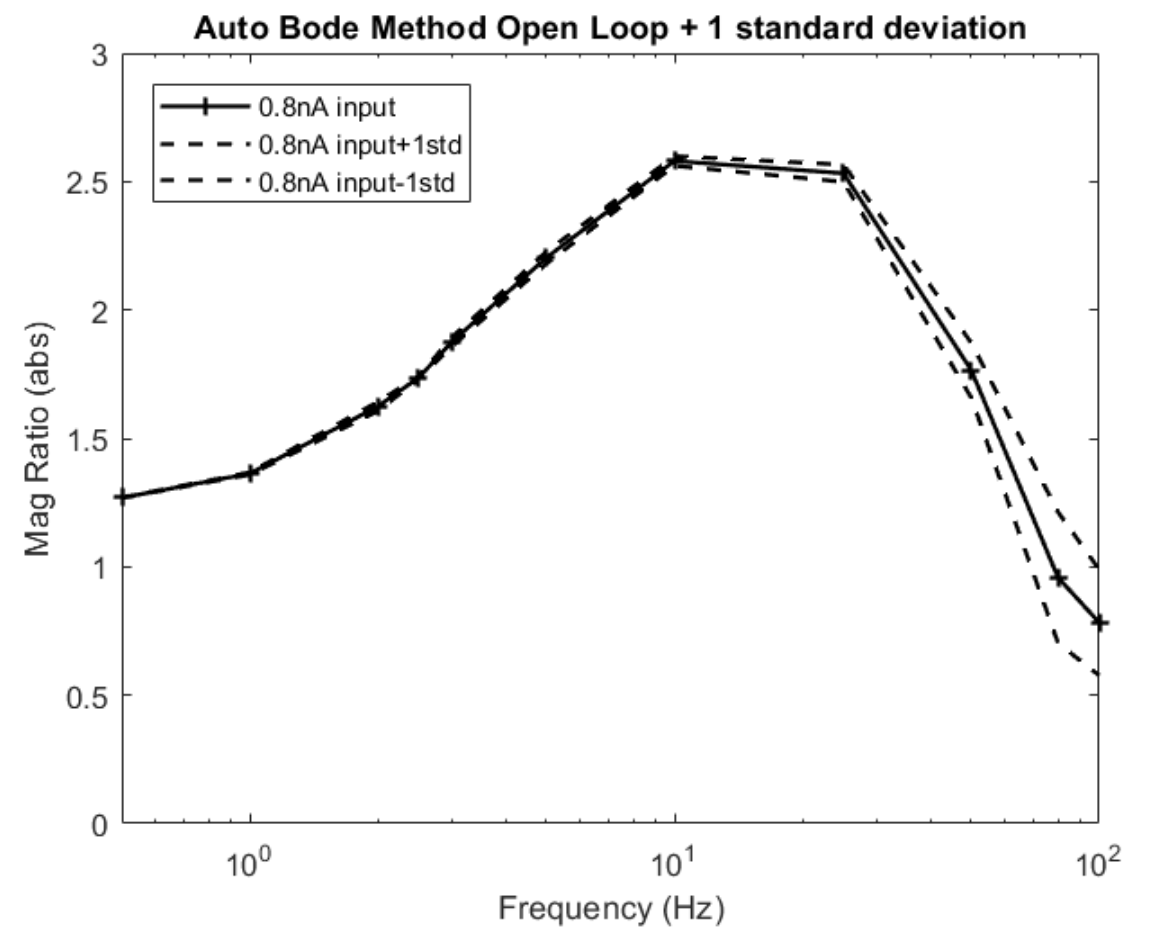 Auto Bode Method Open Loop + 1 standard deviation
3
0.8nA input
0.8nA input+1std
0.8nA input-1std
2.5
2
1.5
1
0.5
0
Mag Ratio (abs)
10^0
10^1
10^2
Frequency (Hz)